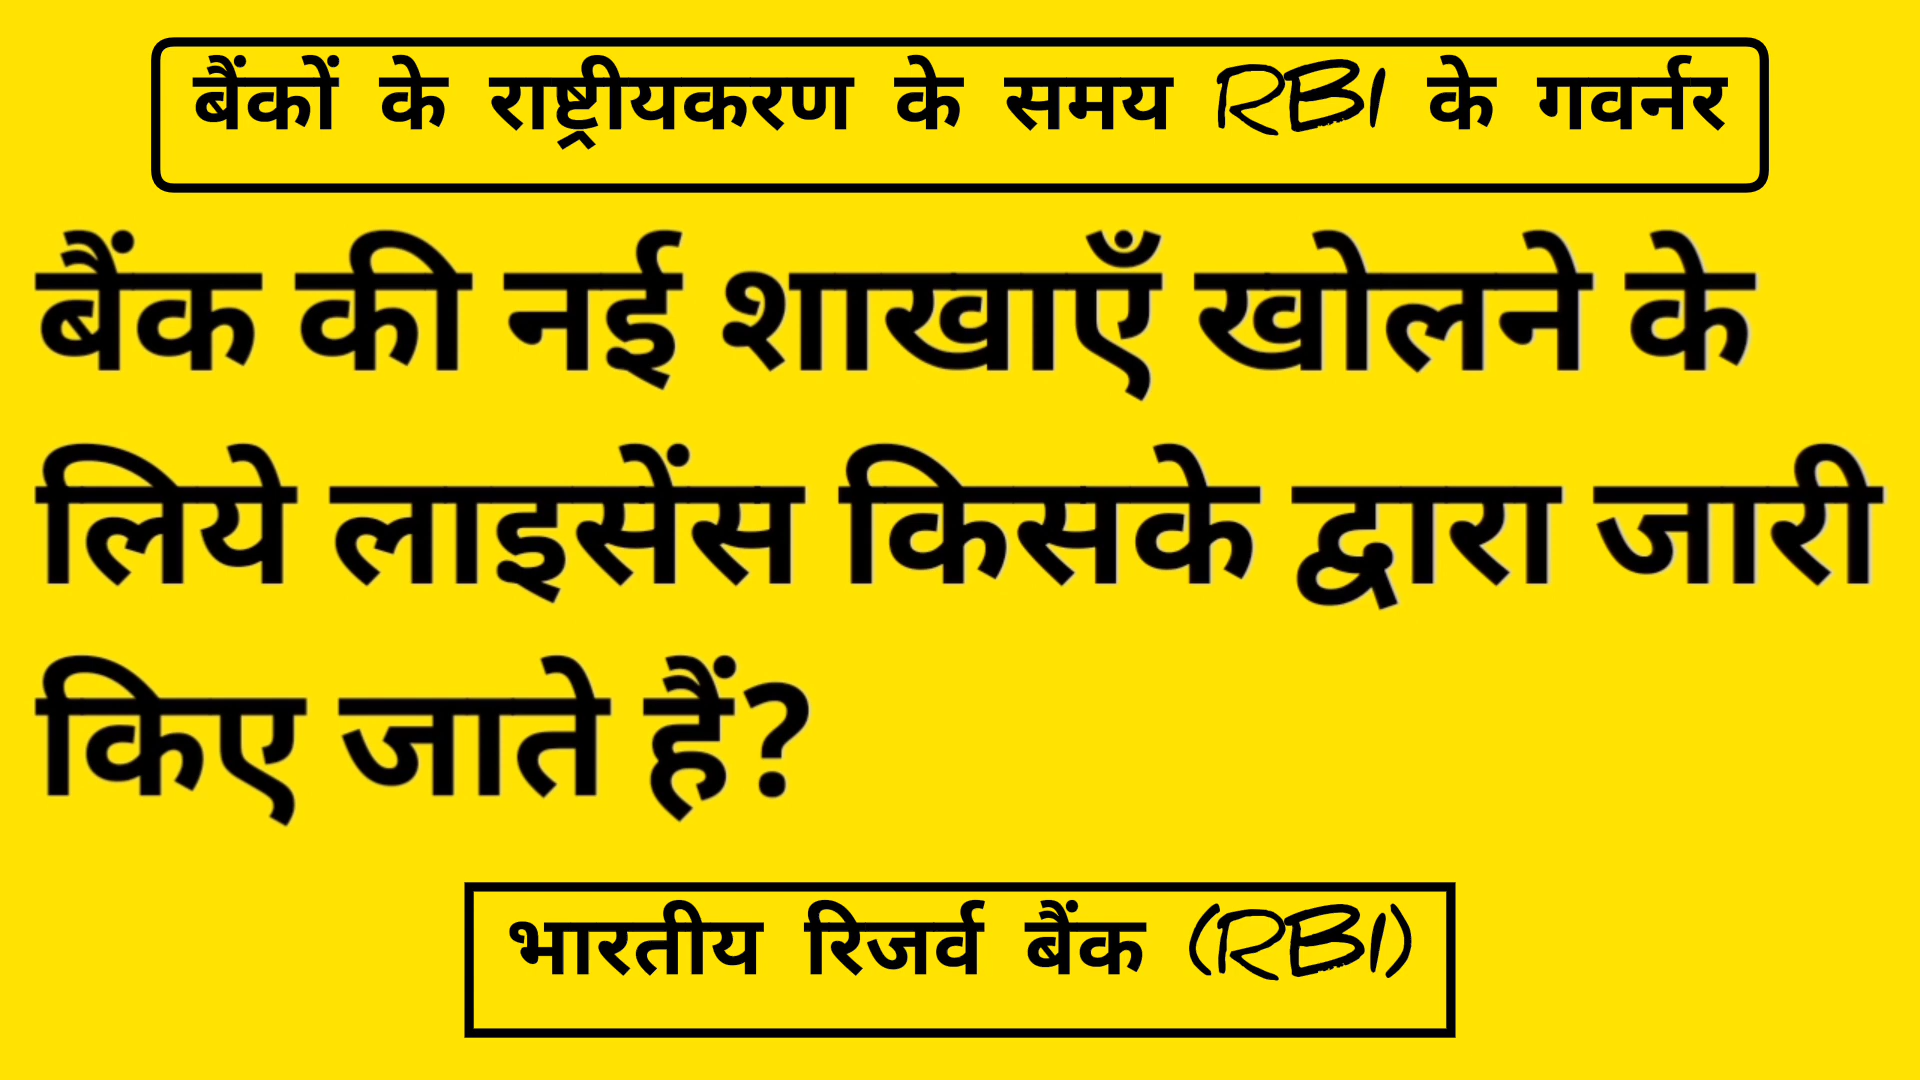 बैंकों के राष्ट्रीयकरण के समय RBI के गवर्नर
बैंक की नई शाखाएँ खोलने के
लिये लाइसेंस किसके द्वारा जारी
किए जाते हैं?
भारतीय रिजर्व बैंक (RBI)